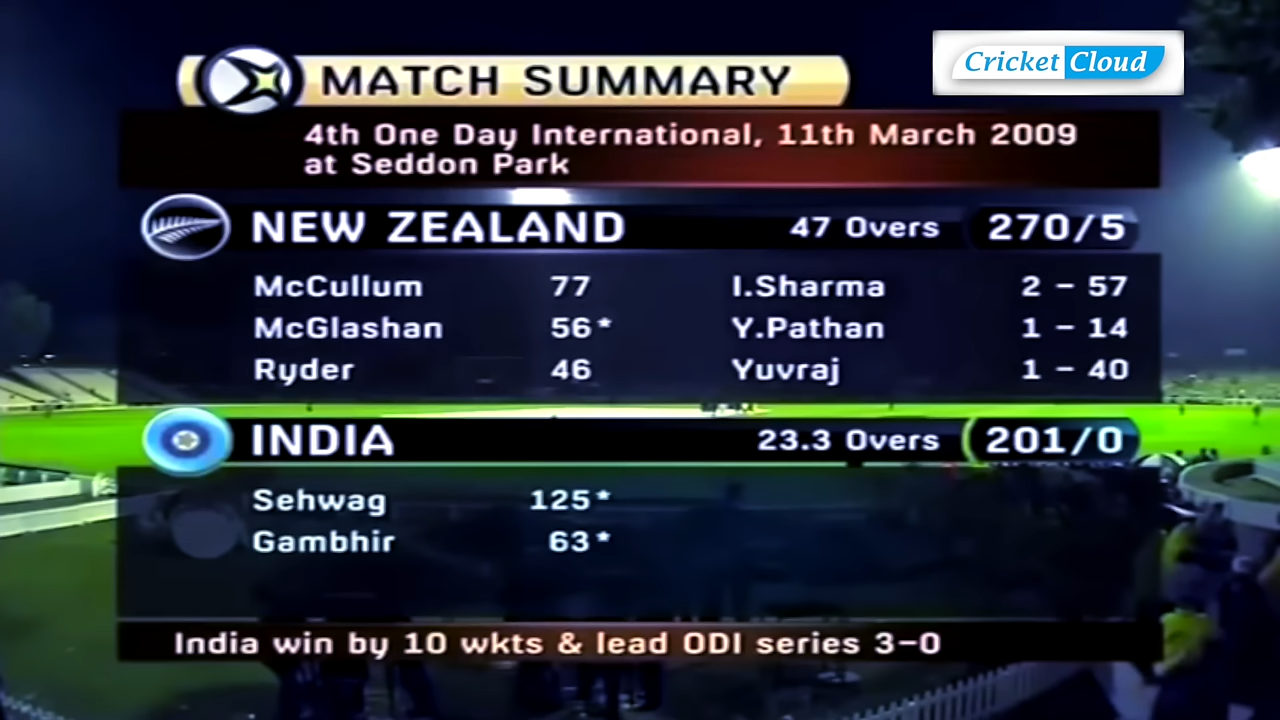 Cricket Cloud
MATCH SUMMARY
4th One Day International, 11th March 2009
at Seddon Park
NEW ZEALAND 47 Overs 270/5
McCullum 77 I.Sharma 2 - 57
McGlashan 56* Y.Pathan 1 - 14
Ryder 46 Yuvraj 1 - 40
INDIA 23.3 Overs 201/0
Sehwag 125*
Gambhir 63*
India win by 10 wkts & lead ODI series 3-0